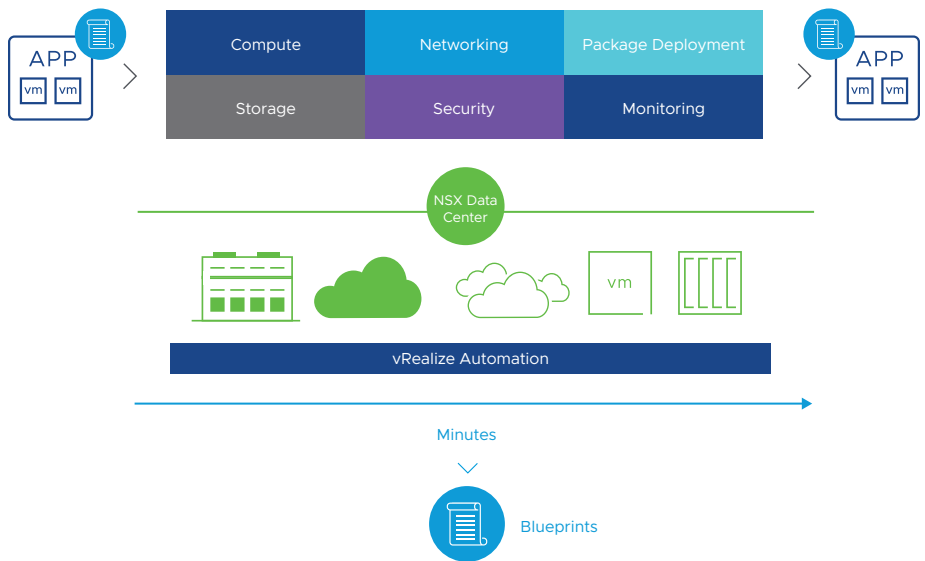 APP
vm vm
Compute
Networking
Package Deployment
Storage
Security
Monitoring
APP
vm vm
NSX Data
Center
vm
vRealize Automation
Minutes
Blueprints